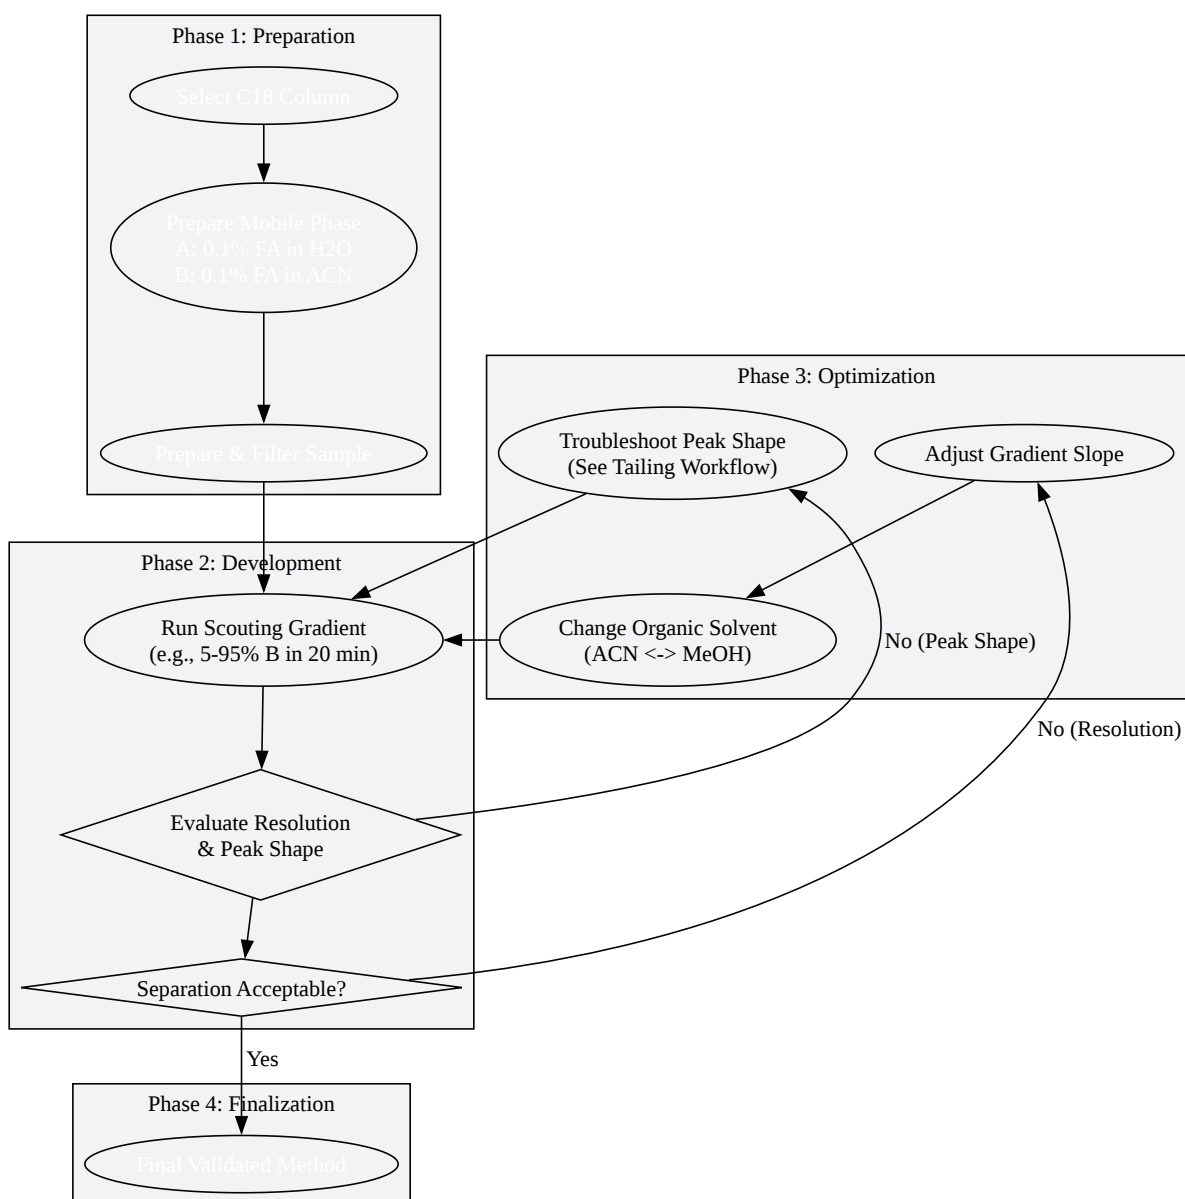 Phase 1: Preparation
Select C18 Column
Prepare Mobile Phase
A: 0.1% FA in H2O
B: 0.1% FA in ACN
Prepare & Filter Sample
Phase 3: Optimization
Troubleshoot Peak Shape
(See Tailing Workflow)
Adjust Gradient Slope
Change Organic Solvent
(ACN <-> MeOH)
No (Peak Shape)
No (Resolution)
Phase 2: Development
Run Scouting Gradient
(e.g., 5-95% B in 20 min)
Evaluate Resolution
& Peak Shape
Separation Acceptable?
Yes
Phase 4: Finalization
Final Validated Method